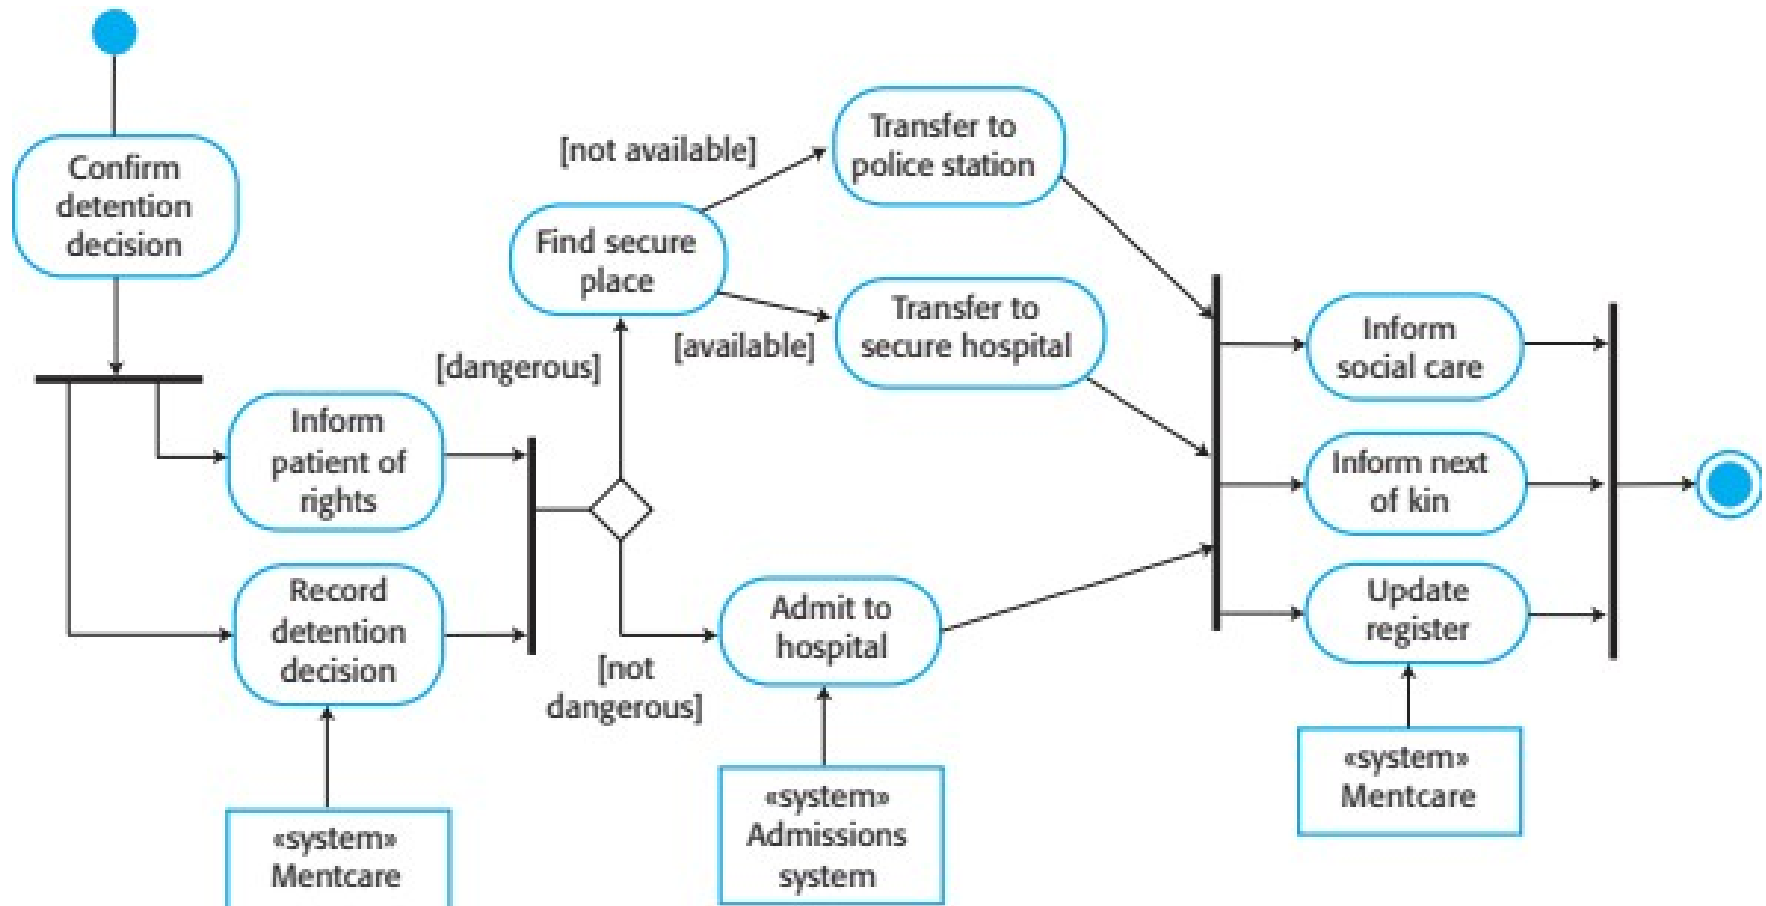 Confirm
detention
decision
Inform
patient of
rights
Record
detention
decision
«system»
Mentcare
[dangerous]
[not
dangerous]
Find secure
place
[not available]
[available]
Transfer to
police station
Transfer to
secure hospital
Admit to
hospital
«system»
Admissions
system
Inform
social care
Inform next
of kin
Update
register
«system»
Mentcare